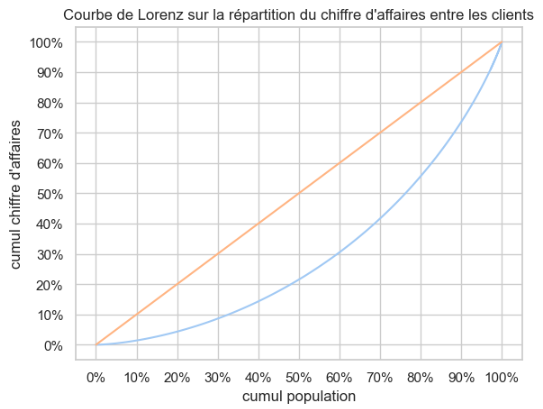 Courbe de Lorenz sur la répartition du chiffre d'affaires entre les clients
100%
90%
80%
70%
60%
50%
40%
30%
20%
10%
0%
cumul chiffre d'affaires
0% 10% 20% 30% 40% 50% 60% 70% 80% 90% 100%
cumul population